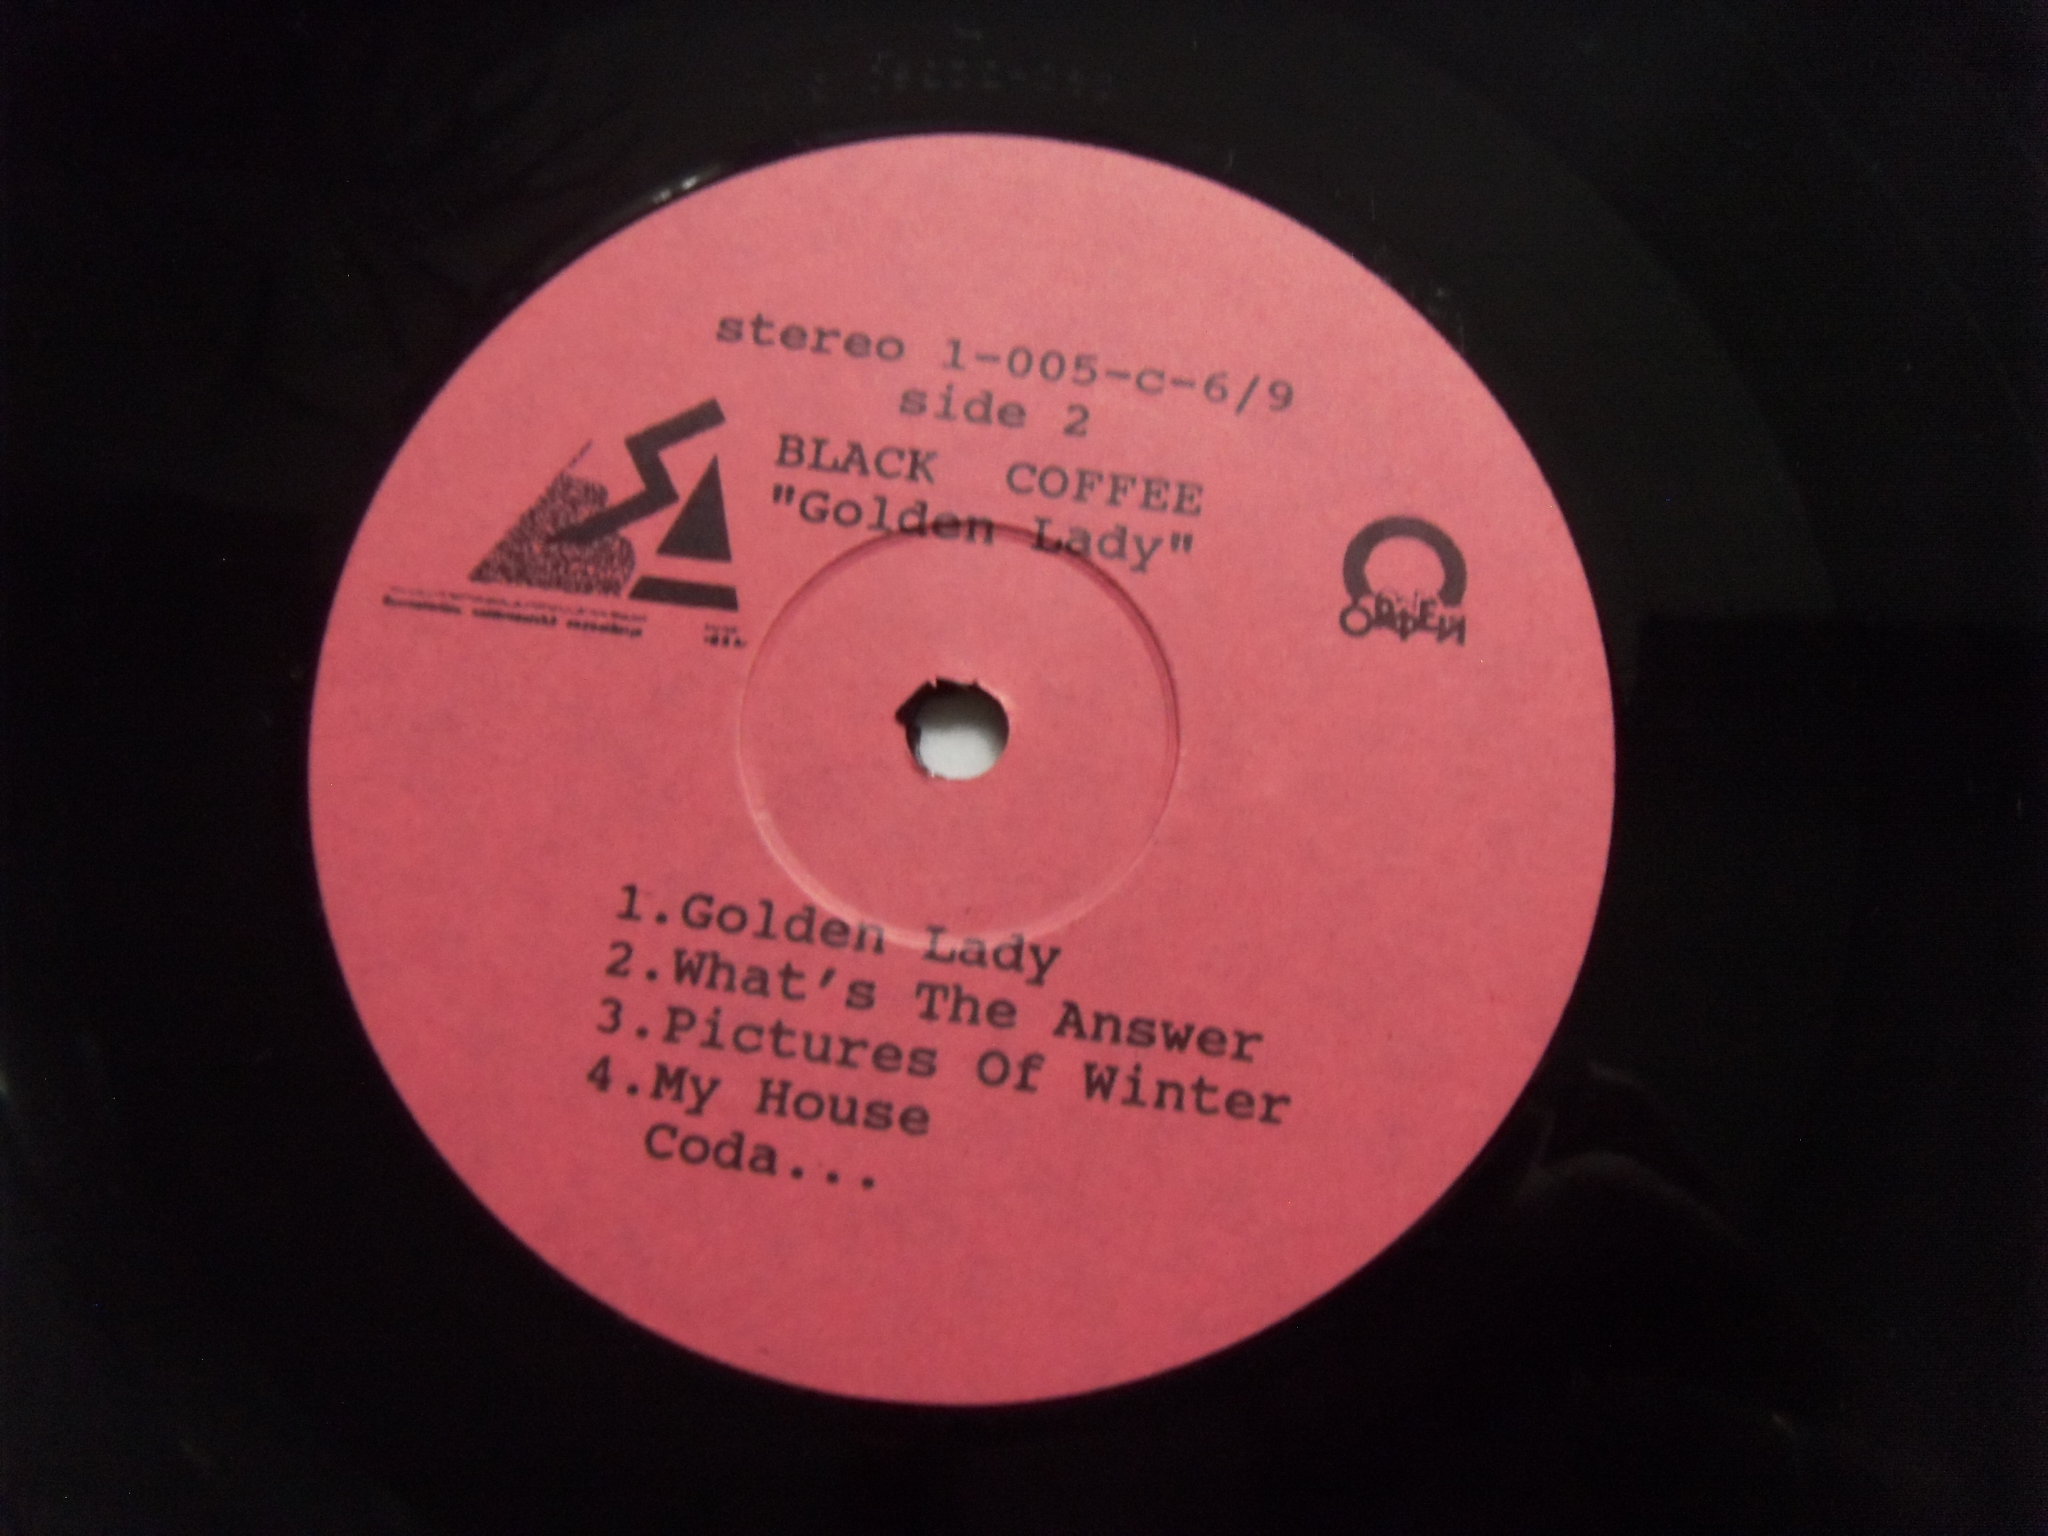 stereo 1-005-c-6/9
side 2
BLACK COFFEE
"Golden Lady"
1.Golden Lady
2.What's The Answer
3.Pictures Of Winter
4.My House
Coda...